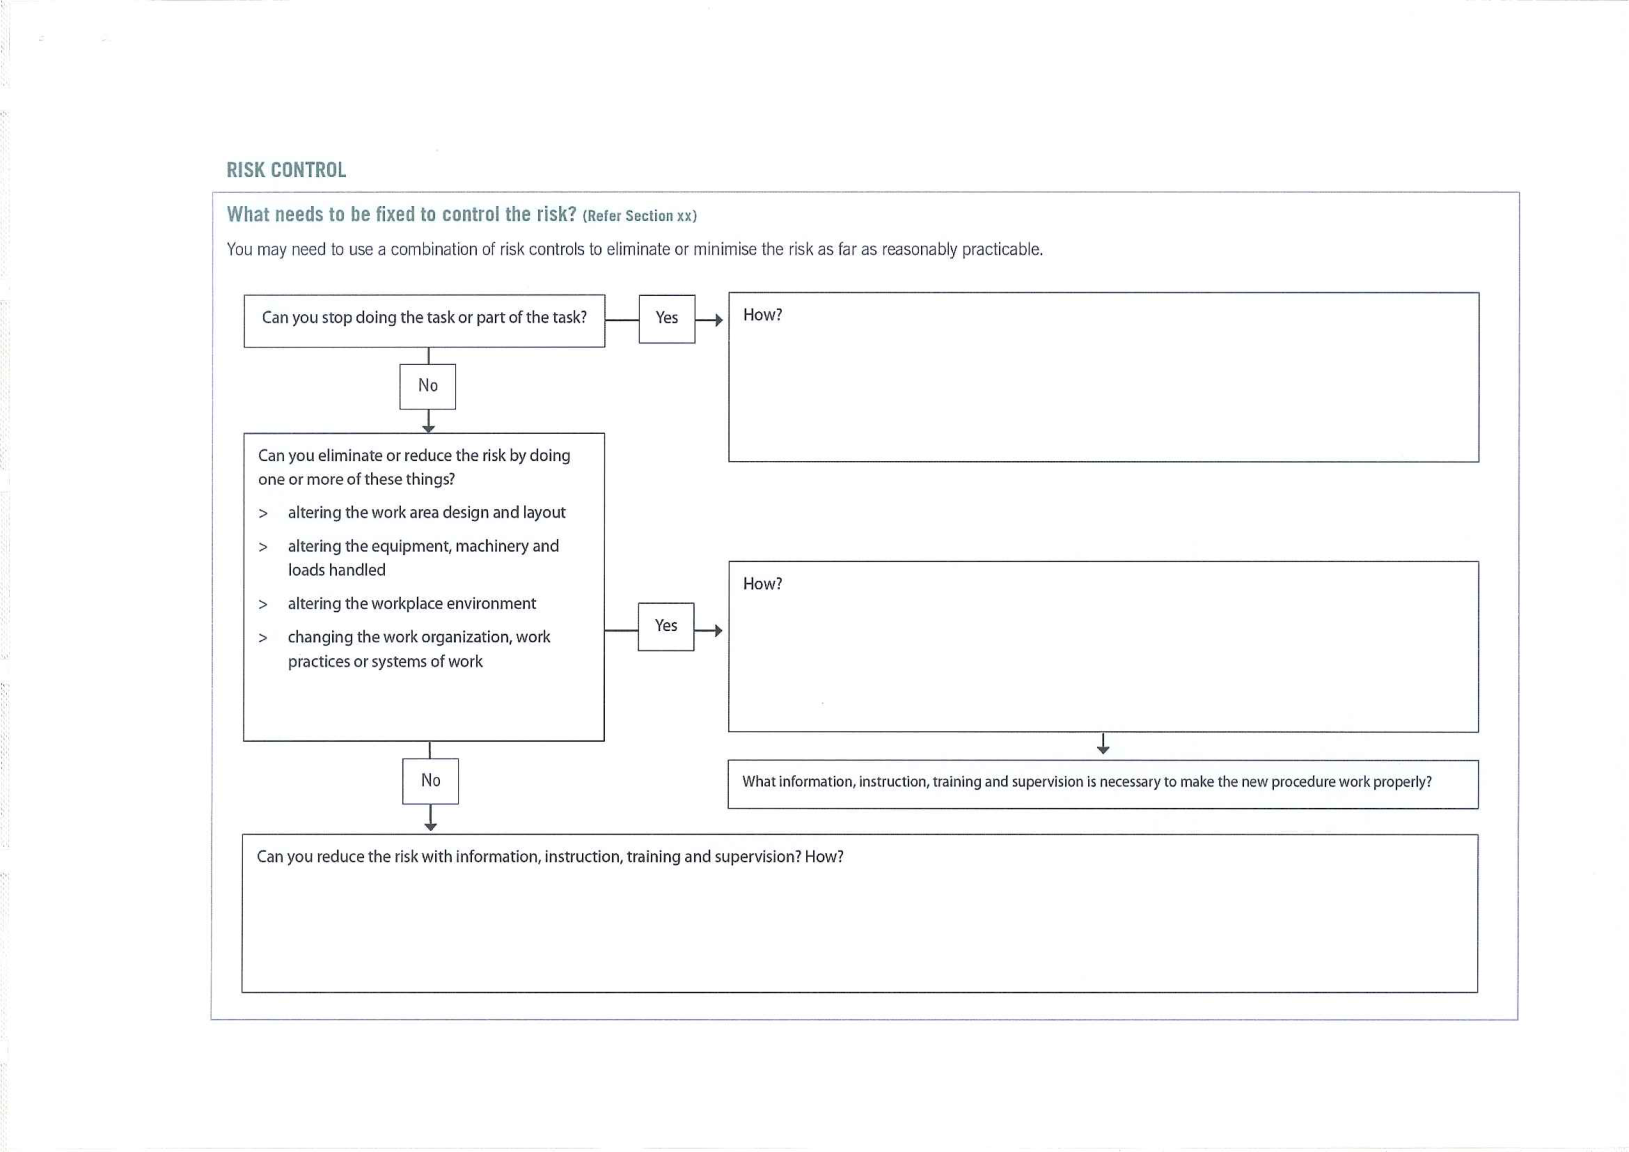 RISK CONTROL
What needs to be fixed to control the risk? (Refer Section xx)
You may need to use a combination of risk controls to eliminate or minimise the risk as far as reasonably practicable.
Can you stop doing the task or part of the task?
Yes
How?
No
Can you eliminate or reduce the risk by doing
one or more of these things?
> altering the work area design and layout
> altering the equipment, machinery and
loads handled
> altering the workplace environment
> changing the work organization, work
practices or systems of work
Yes
How?
No
What information, instruction, training and supervision is necessary to make the new procedure work properly?
Can you reduce the risk with information, instruction, training and supervision? How?